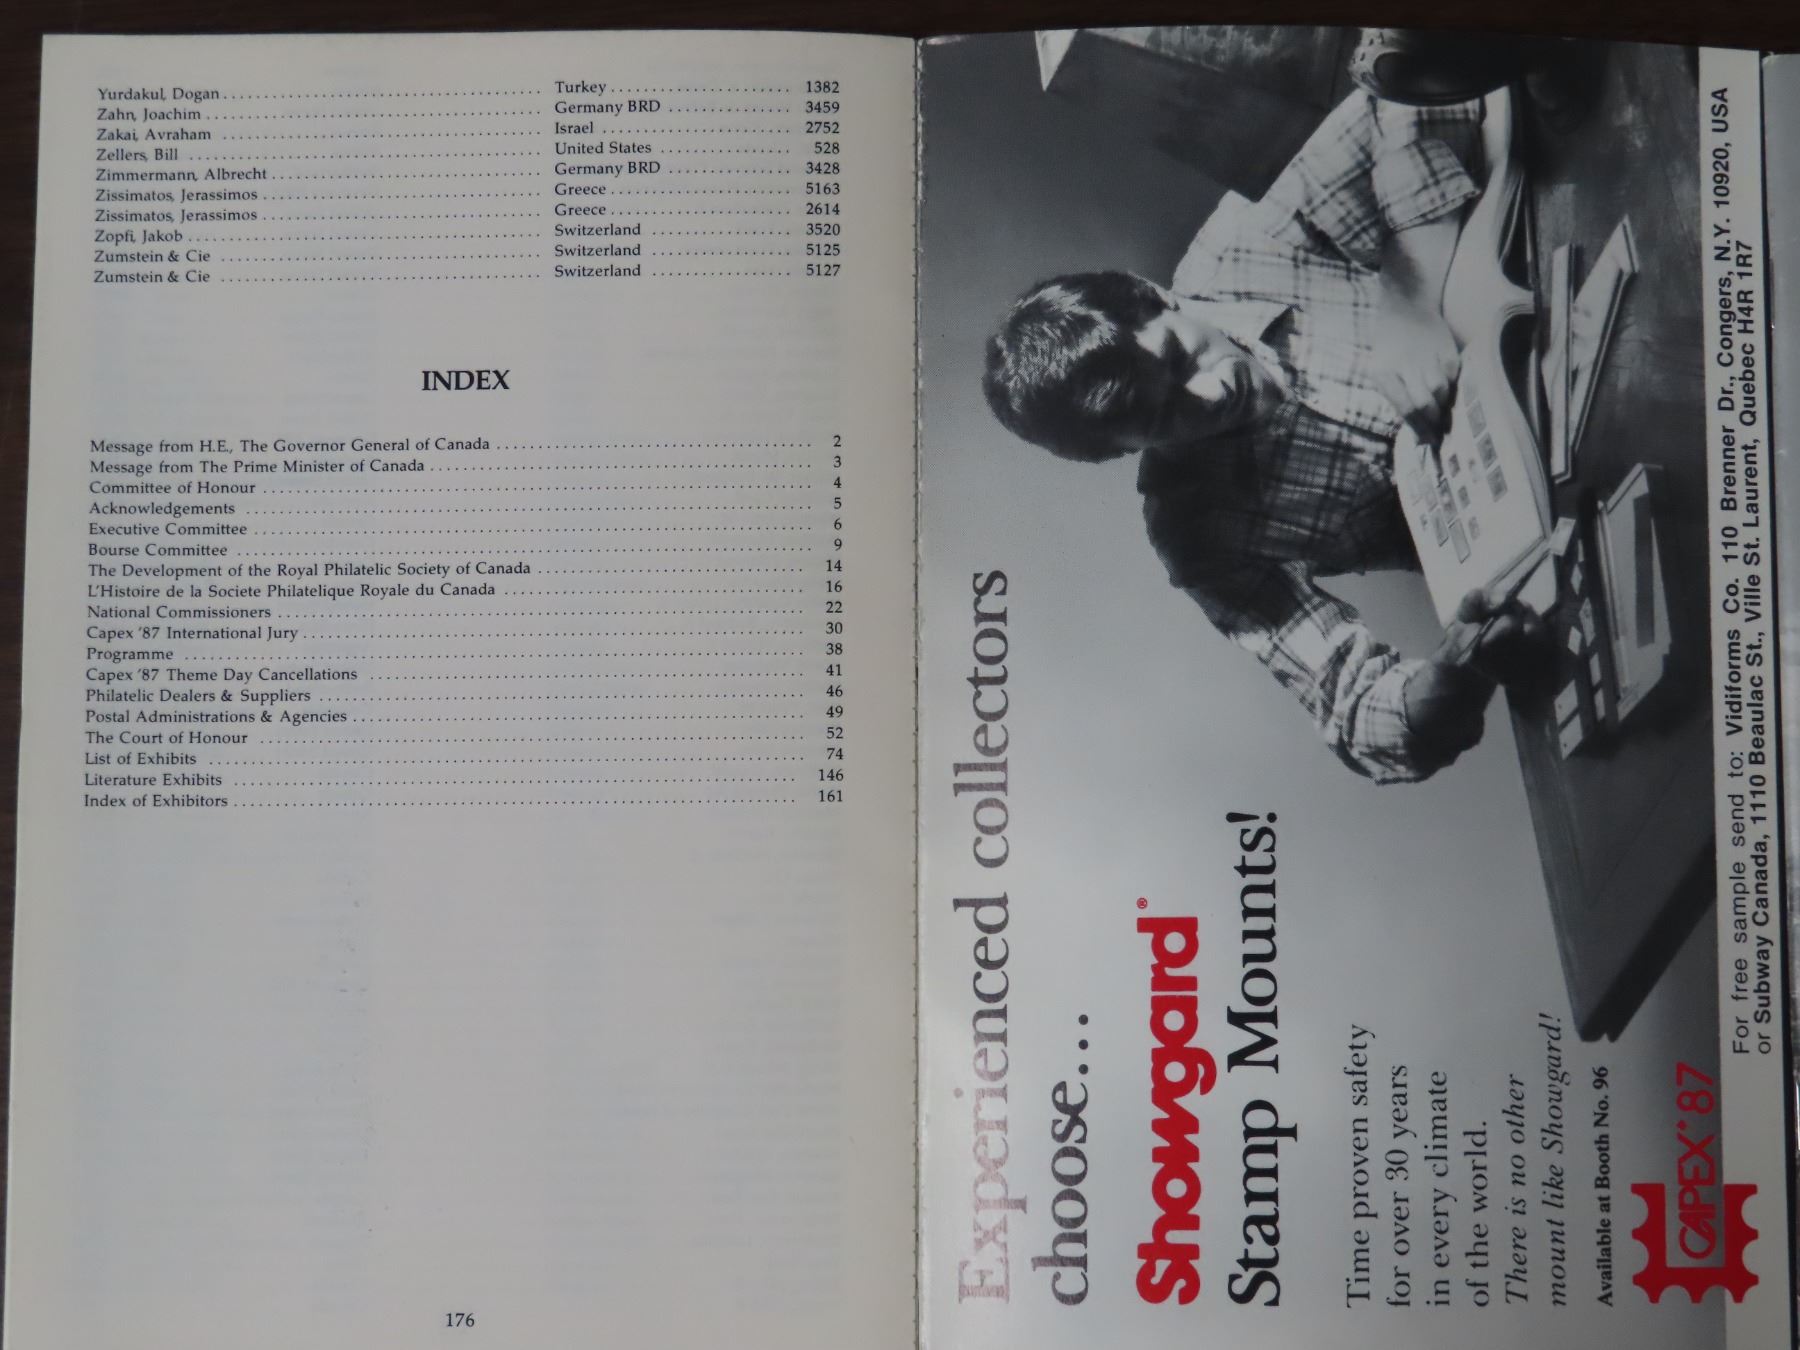 Yurdakul, Dogan ........................................ Turkey ...................... 1382
Zahn, Joachim ........................................ Germany BRD ............... 3459
Zakai, Avraham ........................................ Israel ....................... 2752
Zellers, Bill ........................................ United States ................ 528
Zimmermann, Albrecht ................................. Germany BRD ............... 3428
Zissimatos, Jerassimos ................................. Greece ...................... 5163
Zissimatos, Jerassimos ................................. Greece ...................... 2614
Zopfi, Jakob ........................................ Switzerland ................. 3520
Zumstein & Cie ........................................ Switzerland ................. 5125
Zumstein & Cie ........................................ Switzerland ................. 5127
INDEX
Message from H.E., The Governor General of Canada ...................................... 2
Message from The Prime Minister of Canada ...................................... 3
Committee of Honour ...................................... 4
Acknowledgements ...................................... 5
Executive Committee ...................................... 6
Bourse Committee ...................................... 9
The Development of the Royal Philatelic Society of Canada ................................ 14
L'Histoire de la Societe Philatelique Royale du Canada ................................ 16
National Commissioners ...................................... 22
Capex '87 International Jury ...................................... 30
Programme ...................................... 38
Capex '87 Theme Day Cancellations ...................................... 41
Philatelic Dealers & Suppliers ...................................... 46
Postal Administrations & Agencies ...................................... 49
The Court of Honour ...................................... 52
List of Exhibits ...................................... 74
Literature Exhibits ...................................... 146
Index of Exhibitors ...................................... 161
176
Experienced collectors
choose...
Showgard®
Stamp Mounts!
Time proven safety
for over 30 years
in every climate
of the world.
There is no other
mount like Showgard!
Available at Booth No. 96
CAPEX '87
For free sample send to: Vidiforms Co. 110 Brenner Dr., Congers, N.Y. 10920, USA
or Subway Canada, 1110 Beaulac St., Ville St. Laurent, Quebec H4R 1R7